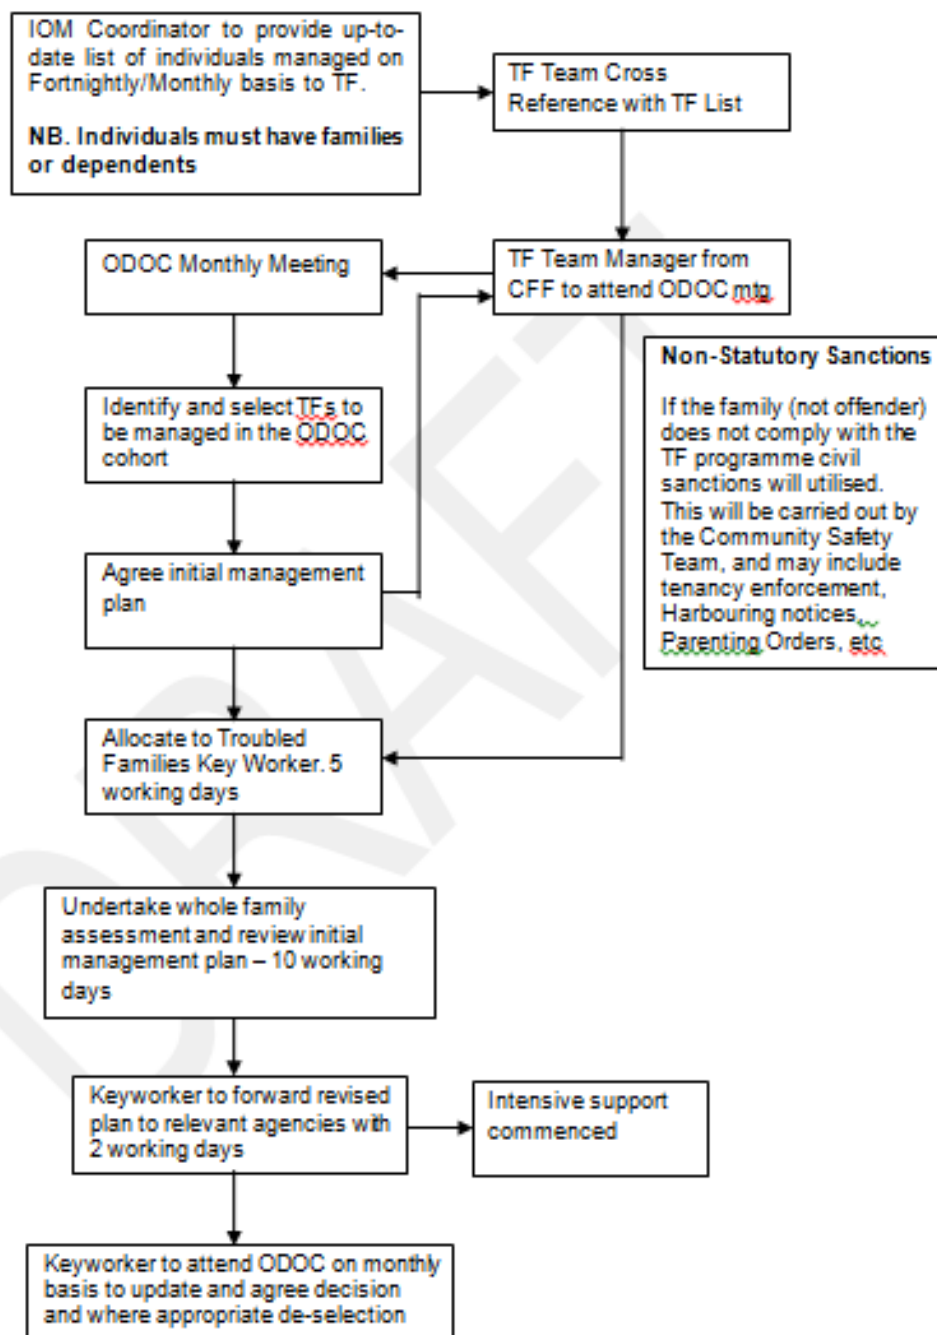 IOM Coordinator to provide up-to-
date list of individuals managed on
Fortnightly/Monthly basis to TF.
NB. Individuals must have families
or dependents
TF Team Cross
Reference with TF List
ODOC Monthly Meeting
TF Team Manager from
CFF to attend ODOC mtg
Non-Statutory Sanctions
If the family (not offender)
does not comply with the
TF programme civil
sanctions will utilised.
This will be carried out by
the Community Safety
Team, and may include
tenancy enforcement,
Harbouring notices,
Parenting Orders, etc
Identify and select TFs to
be managed in the ODOC
cohort
Agree initial management
plan
Allocate to Troubled
Families Key Worker. 5
working days
Undertake whole family
assessment and review initial
management plan – 10 working
days
Keyworker to forward revised
plan to relevant agencies with
2 working days
Intensive support
commenced
Keyworker to attend ODOC on monthly
basis to update and agree decision
and where appropriate de-selection
DRAFT